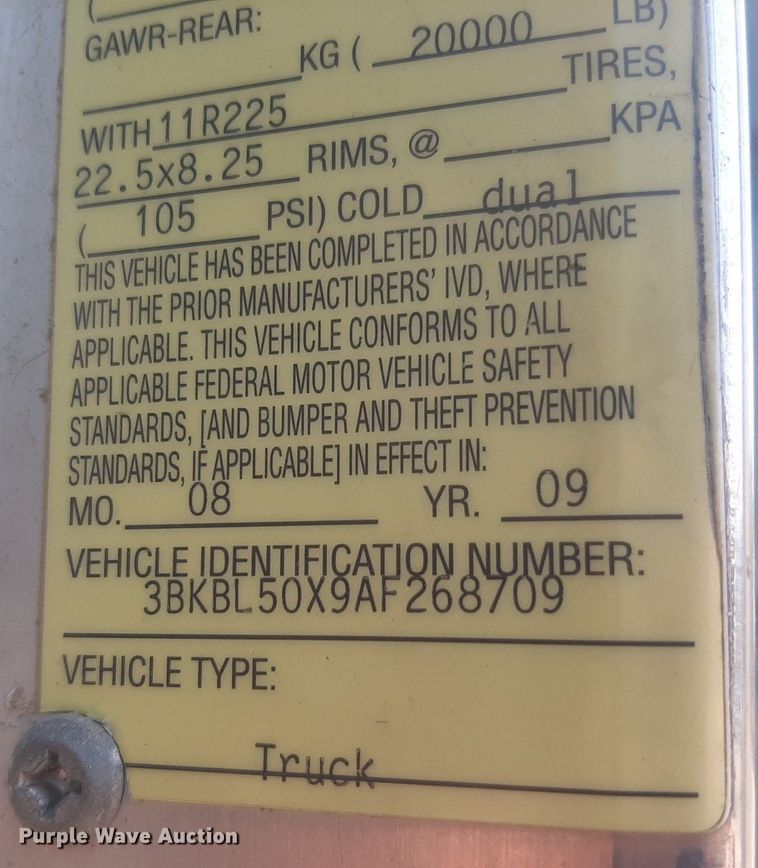 (
GAWR-REAR:
KG ( 20000 LB)
WITH 11R225 TIRES,
22.5x8.25 RIMS, @ KPA
( 105 PSI) COLD dual
THIS VEHICLE HAS BEEN COMPLETED IN ACCORDANCE
WITH THE PRIOR MANUFACTURERS' IVD, WHERE
APPLICABLE. THIS VEHICLE CONFORMS TO ALL
APPLICABLE FEDERAL MOTOR VEHICLE SAFETY
STANDARDS, [AND BUMPER AND THEFT PREVENTION
STANDARDS, IF APPLICABLE] IN EFFECT IN:
MO. 08 YR. 09
VEHICLE IDENTIFICATION NUMBER:
3BKBL50X9AF268709
VEHICLE TYPE:
Truck
Purple Wave Auction